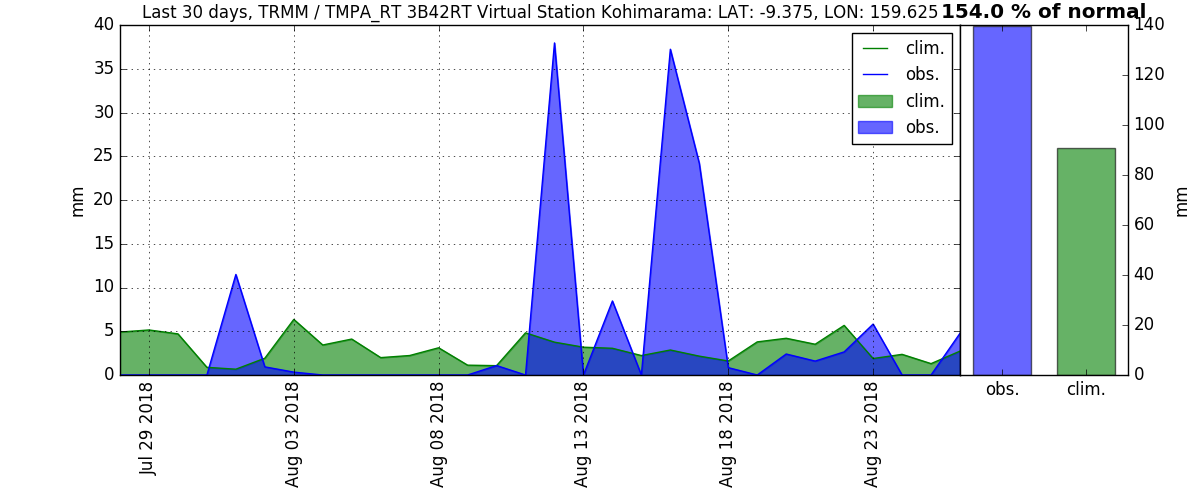 Last 30 days, TRMM / TMPA_RT 3B42RT Virtual Station Kohimarama: LAT: -9.375, LON: 159.625
154.0 % of normal
40
35
30
25
20
15
10
5
0
mm
clim.
obs.
clim.
obs.
Jul 29 2018
Aug 03 2018
Aug 08 2018
Aug 13 2018
Aug 18 2018
Aug 23 2018
140
120
100
80
60
40
20
0
mm
obs.
clim.